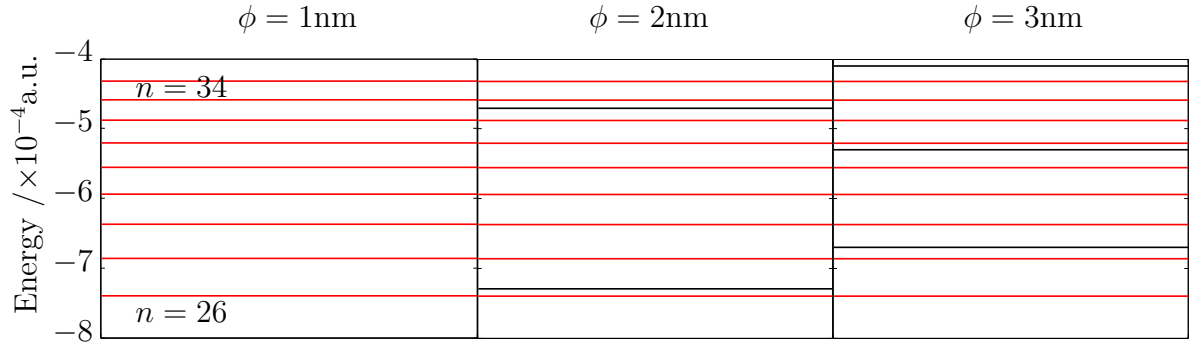 ϕ = 1nm ϕ = 2nm ϕ = 3nm
Energy /×10⁻⁴a.u.
−4
−5
−6
−7
−8
n = 34
n = 26